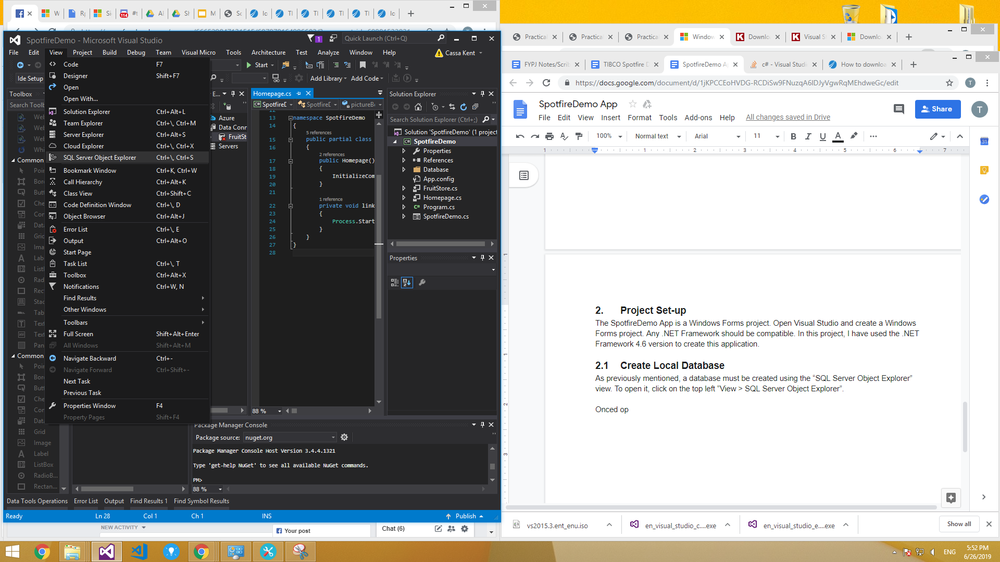 114
SpotfireDemo - Microsoft Visual Studio
1
Quick Launch (Ctrl+Q)
File Edit View Project Build Debug Team Visual Micro Tools Architecture Test Analyze Window Help
Cassa Kent
Start
Ide Setup
Add Library
Add Code
Code F7
Designer Shift+F7
Open
Open With...
Solution Explorer Ctrl+Alt+L
Team Explorer Ctrl+\, Ctrl+M
Server Explorer Ctrl+Alt+S
Cloud Explorer Ctrl+\, Ctrl+X
SQL Server Object Explorer Ctrl+\, Ctrl+S
Bookmark Window Ctrl+K, Ctrl+W
Call Hierarchy Ctrl+Alt+K
Class View Ctrl+Shift+C
Code Definition Window Ctrl+\, D
Object Browser Ctrl+Alt+J
Error List Ctrl+\, E
Output Ctrl+Alt+O
Start Page
Task List Ctrl+\, T
Toolbox Ctrl+Alt+X
Notifications Ctrl+W, N
Find Results
Other Windows
Toolbars
Full Screen Shift+Alt+Enter
All Windows Shift+Alt+M
Navigate Backward Ctrl+-
Navigate Forward Ctrl+Shift+-
Next Task
Previous Task
Properties Window F4
Property Pages Shift+F4
Toolbox
Search Toolb
Common
Common
Grid
Image
Label
ListBox
RadioB...
Rectan...
E...
Azure
Data Conn
FruitSt
Servers
Homepage.cs
SpotfireD
SpotfireD
pictureBo
12
13 namespace SpotfireDemo
14 {
5 references
15 public partial class
16 {
2 references
17 public Homepage()
18 {
19 InitializeCom
20 }
21
1 reference
22 private void link
23 {
24 Process.Start
25 }
26 }
27 }
28
88 %
Solution Explorer
Search Solution Explorer (Ctrl+;)
Solution 'SpotfireDemo' (1 project
SpotfireDemo
Properties
References
Database
App.config
FruitStore.cs
Homepage.cs
Program.cs
SpotfireDemo.cs
Properties
Package Manager Console
Package source: nuget.org
Package Manager Console Host Version 3.4.4.1321
Type 'get-help NuGet' to see all available NuGet commands.
PM>
88 %
Data Tools Operations Error List Output Find Results 1 Find Symbol Results
Ready Ln 28 Col 1 Ch 1 INS Publish
NEW ACTIVITY
Your post
Chat (6)
Practical
Practica
Practica
Window
Downlo
Visual S
Downlo
FYPJ Notes/Scrib
TIBCO Spotfire D
SpotfireDemo A
c# - Visual Studi
How to downloa
https://docs.google.com/document/d/1jKPCCEoHVDG-RCDiSw9FNuzqA6lDJyVgwRqMEhdweGc/edit
T
SpotfireDemo App
File Edit View Insert Format Tools Add-ons Help All changes saved in Drive
Share
T
100% Normal text Arial 11 B I U A
1 1 2 3 4 5 6 7
31
2. Project Set-up
The SpotfireDemo App is a Windows Forms project. Open Visual Studio and create a Windows
Forms project. Any .NET Framework should be compatible. In this project, I have used the .NET
Framework 4.6 version to create this application.
2.1 Create Local Database
As previously mentioned, a database must be created using the “SQL Server Object Explorer”
view. To open it, click on the top left “View > SQL Server Object Explorer”.
Onced op
vs2015.3.ent_enu.iso
en_visual_studio_c....exe
en_visual_studio_e....exe
Show all
ENG
5:52 PM
6/26/2019